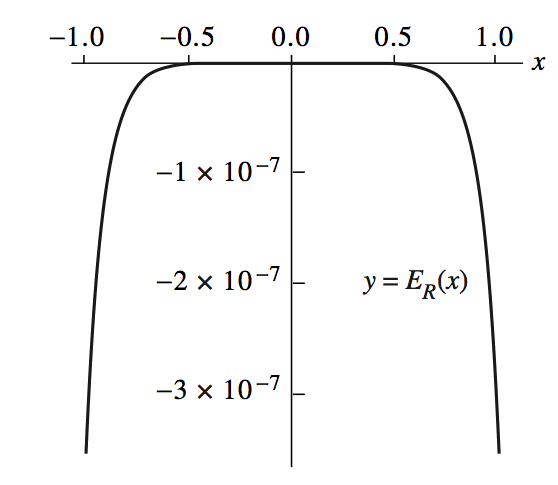 −1.0 −0.5 0.0 0.5 1.0 x
−1 × 10⁻⁷
−2 × 10⁻⁷ y = E_R(x)
−3 × 10⁻⁷